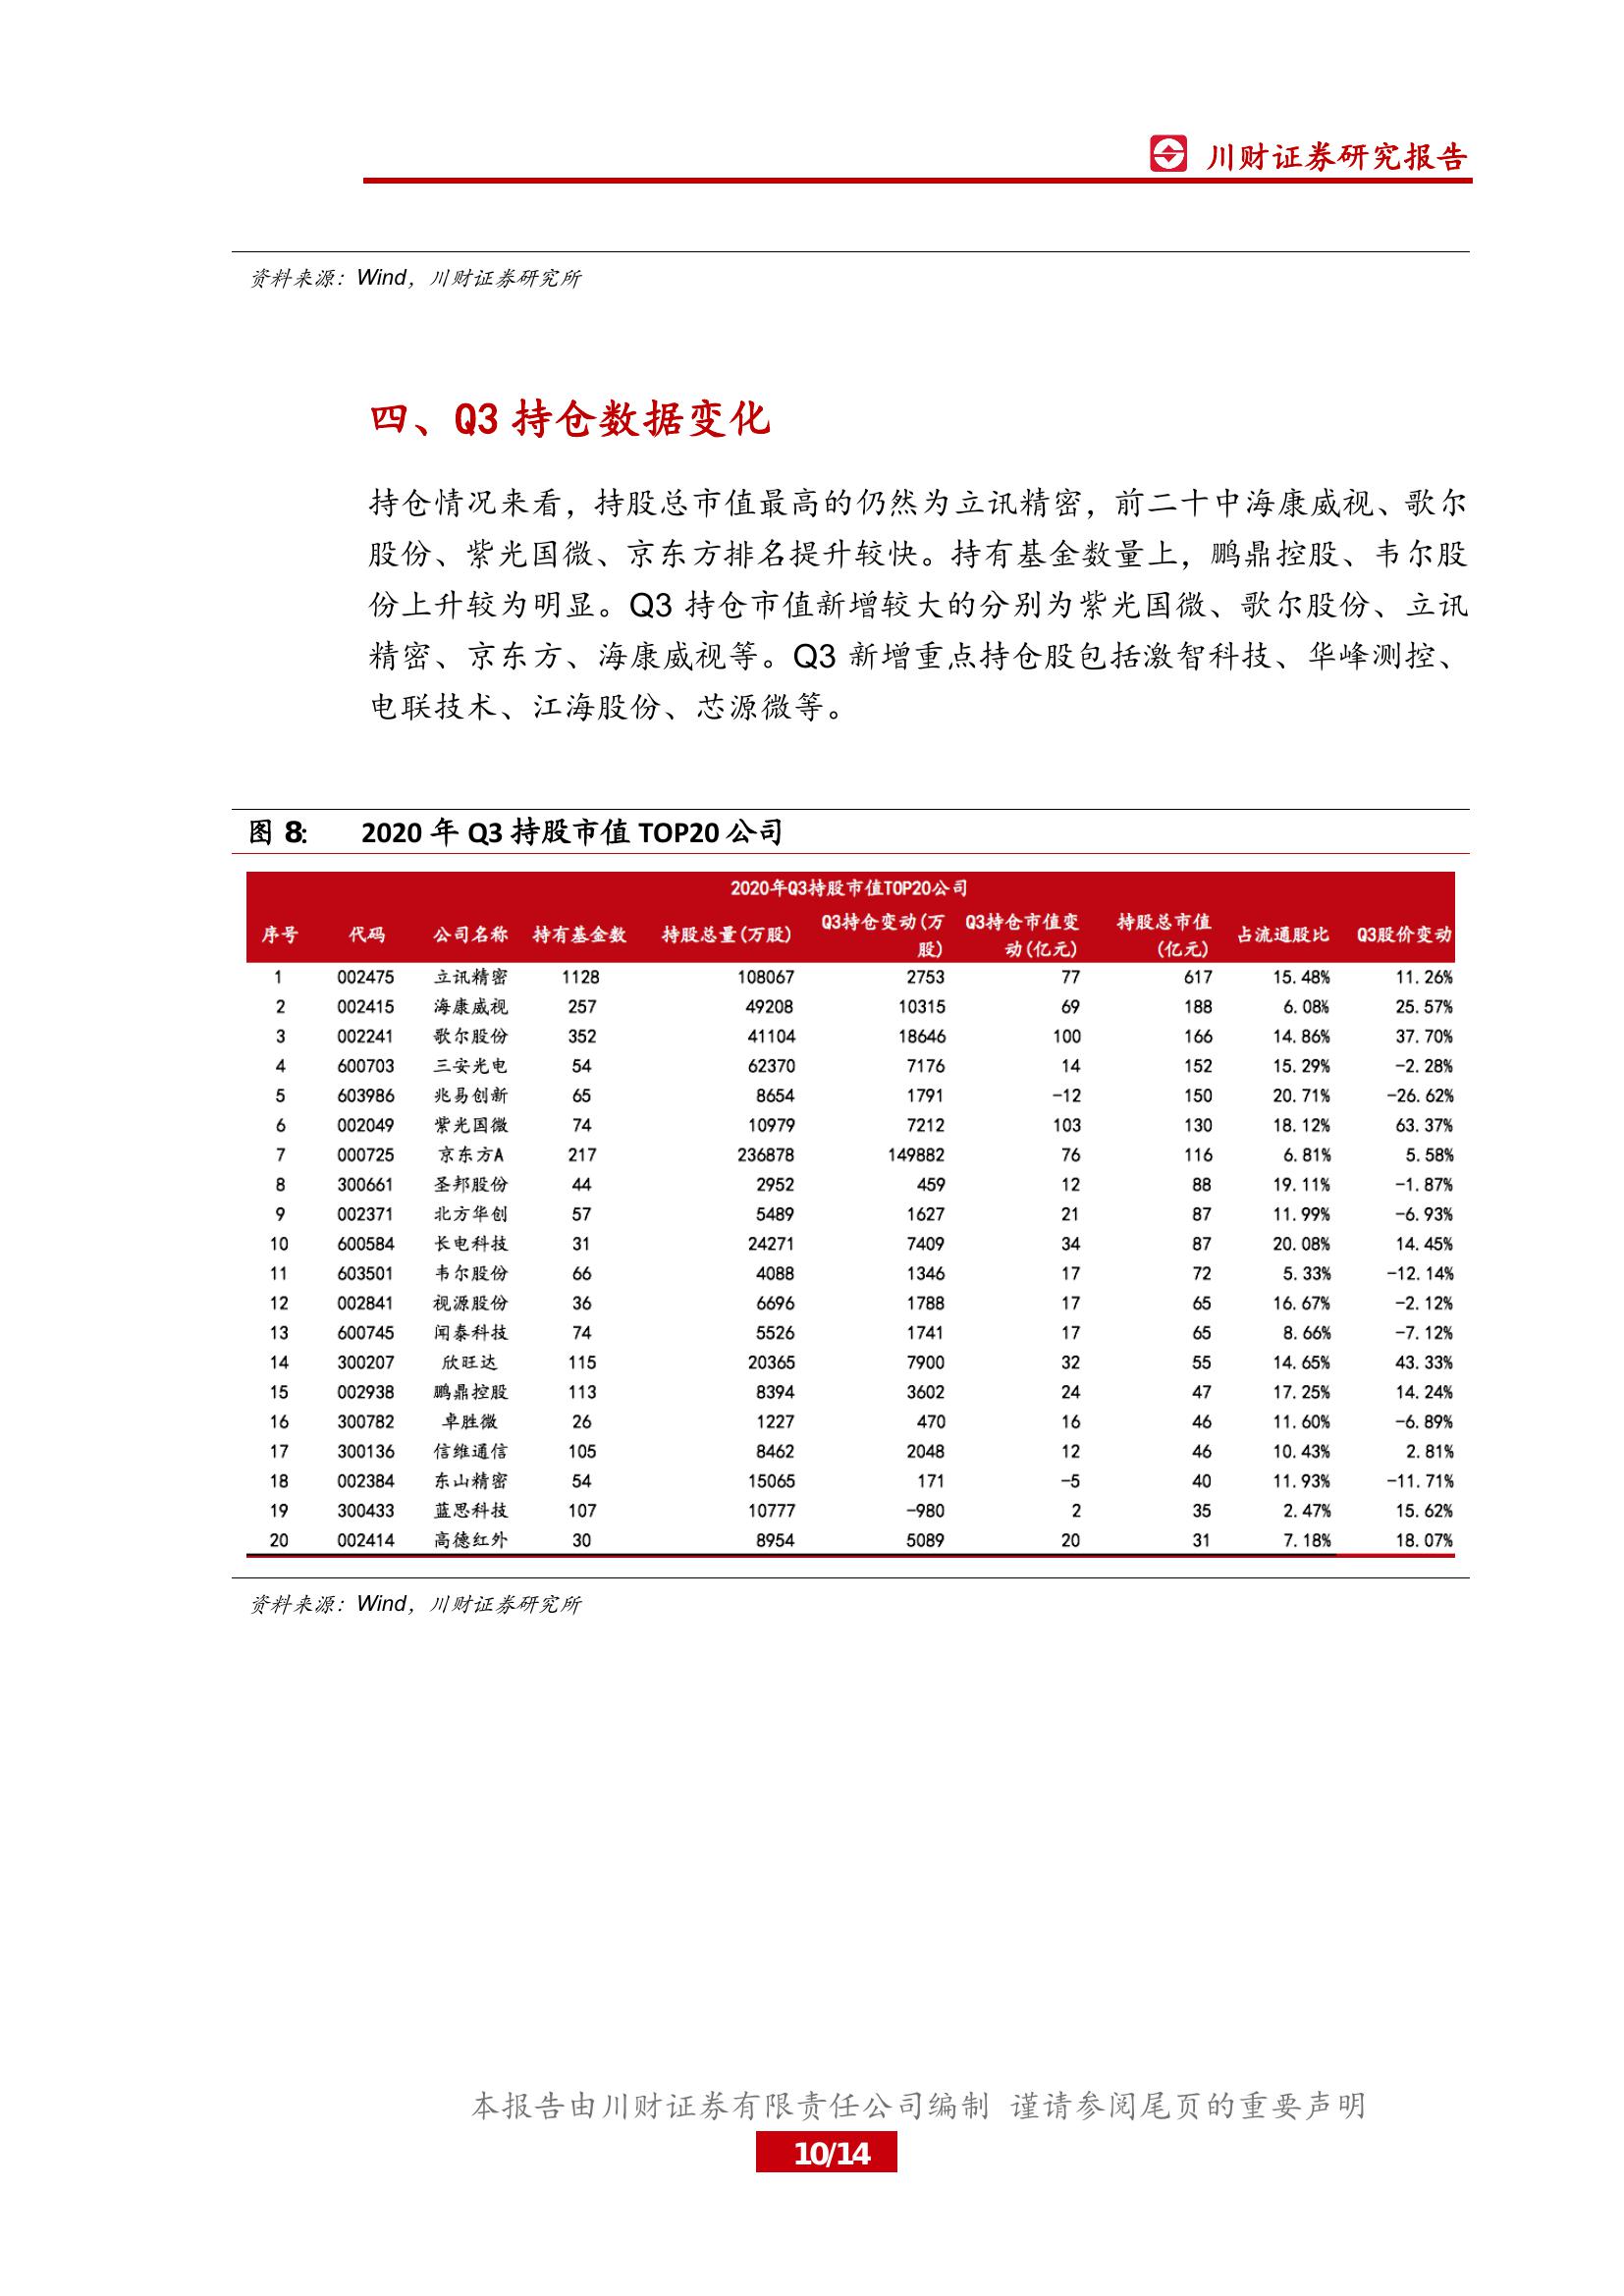 川财证券研究报告
资料来源：Wind，川财证券研究所
四、Q3 持仓数据变化
持仓情况来看，持股总市值最高的仍然为立讯精密，前二十中海康威视、歌尔
股份、紫光国微、京东方排名提升较快。持有基金数量上，鹏鼎控股、韦尔股
份上升较为明显。Q3 持仓市值新增较大的分别为紫光国微、歌尔股份、立讯
精密、京东方、海康威视等。Q3 新增重点持仓股包括激智科技、华峰测控、
电联技术、江海股份、芯源微等。
图 8: 2020 年 Q3 持股市值 TOP20 公司
2020年Q3持股市值TOP20公司
序号 代码 公司名称 持有基金数 持股总量(万股) Q3持仓变动(万股) Q3持仓市值变动(亿元) 持股总市值(亿元) 占流通股比 Q3股价变动
1 002475 立讯精密 1128 108067 2753 77 617 15.48% 11.26%
2 002415 海康威视 257 49208 10315 69 188 6.08% 25.57%
3 002241 歌尔股份 352 41104 18646 100 166 14.86% 37.70%
4 600703 三安光电 54 62370 7176 14 152 15.29% -2.28%
5 603986 兆易创新 65 8654 1791 -12 150 20.71% -26.62%
6 002049 紫光国微 74 10979 7212 103 130 18.12% 63.37%
7 000725 京东方A 217 236878 149882 76 116 6.81% 5.58%
8 300661 圣邦股份 44 2952 459 12 88 19.11% -1.87%
9 002371 北方华创 57 5489 1627 21 87 11.99% -6.93%
10 600584 长电科技 31 24271 7409 34 87 20.08% 14.45%
11 603501 韦尔股份 66 4088 1346 17 72 5.33% -12.14%
12 002841 视源股份 36 6696 1788 17 65 16.67% -2.12%
13 600745 闻泰科技 74 5526 1741 17 65 8.66% -7.12%
14 300207 欣旺达 115 20365 7900 32 55 14.65% 43.33%
15 002938 鹏鼎控股 113 8394 3602 24 47 17.25% 14.24%
16 300782 卓胜微 26 1227 470 16 46 11.60% -6.89%
17 300136 信维通信 105 8462 2048 12 46 10.43% 2.81%
18 002384 东山精密 54 15065 171 -5 40 11.93% -11.71%
19 300433 蓝思科技 107 10777 -980 2 35 2.47% 15.62%
20 002414 高德红外 30 8954 5089 20 31 7.18% 18.07%
资料来源：Wind，川财证券研究所
本报告由川财证券有限责任公司编制 谨请参阅尾页的重要声明
10/14